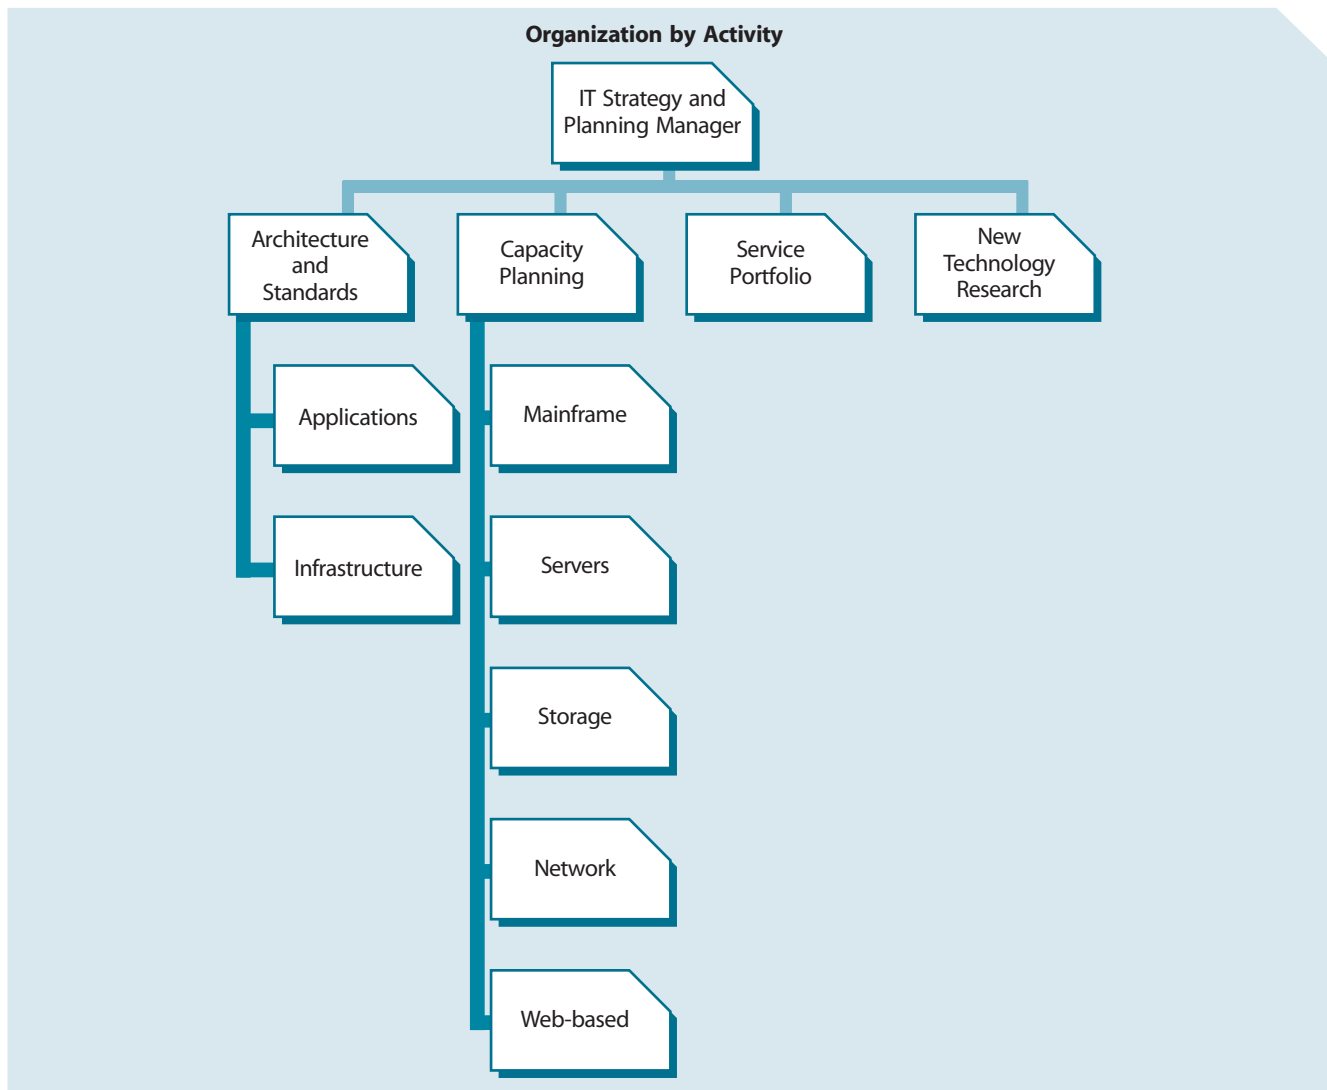 Organization by Activity
IT Strategy and
Planning Manager
Architecture
and
Standards
Capacity
Planning
Service
Portfolio
New
Technology
Research
Applications
Infrastructure
Mainframe
Servers
Storage
Network
Web-based